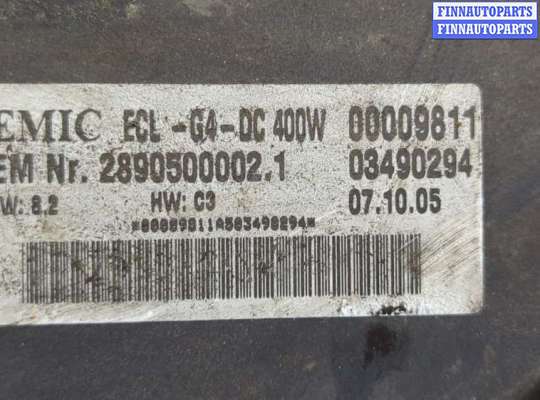 FINNAUTOPARTS
FINNAUTOPARTS
EMIC ECL -G4-DC 400W 00009811
EM Nr. 2890500002.1 03490294
W: 8.2 HW: C3 07.10.05
*00009811A503490294*